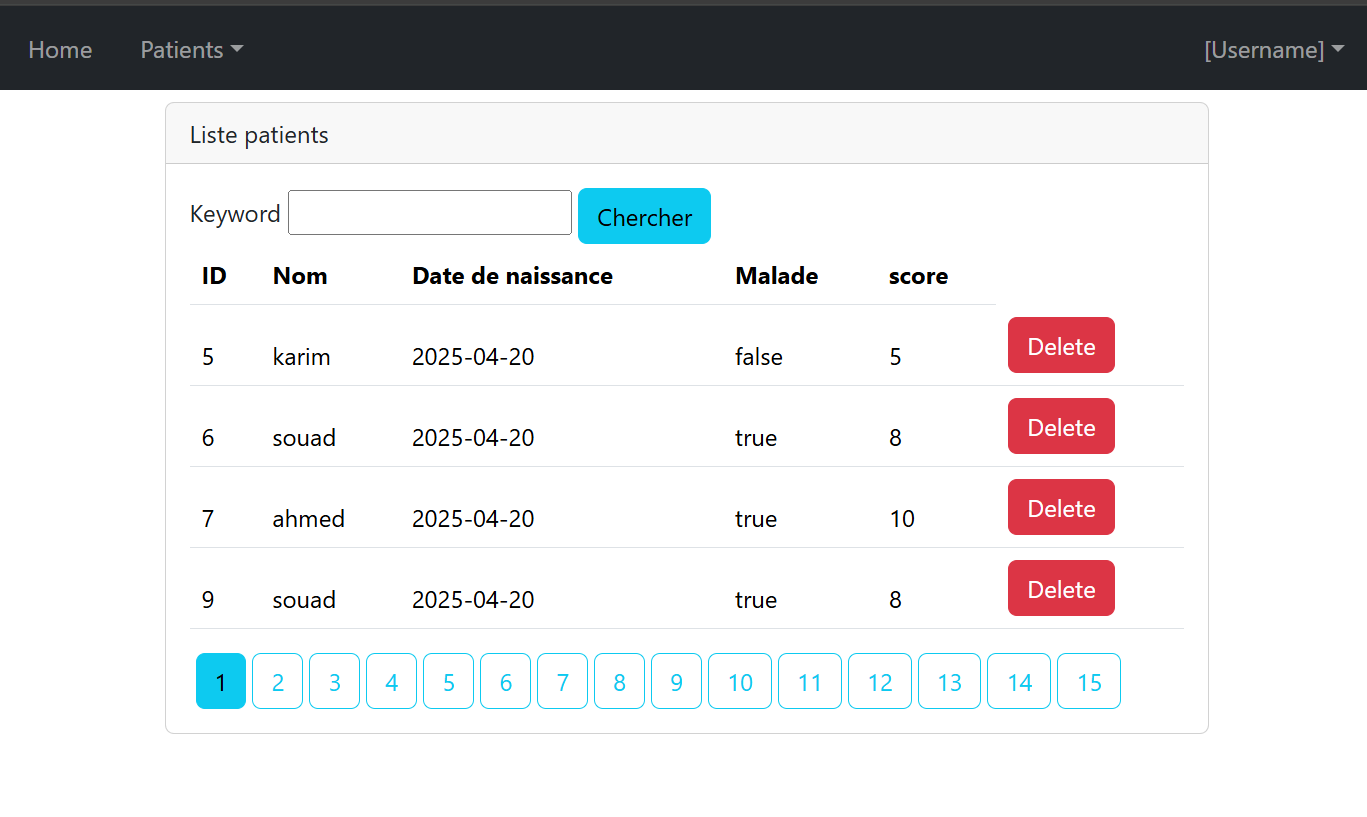 Home Patients [Username]
Liste patients
Keyword Chercher
ID Nom Date de naissance Malade score
5 karim 2025-04-20 false 5 Delete
6 souad 2025-04-20 true 8 Delete
7 ahmed 2025-04-20 true 10 Delete
9 souad 2025-04-20 true 8 Delete
1 2 3 4 5 6 7 8 9 10 11 12 13 14 15